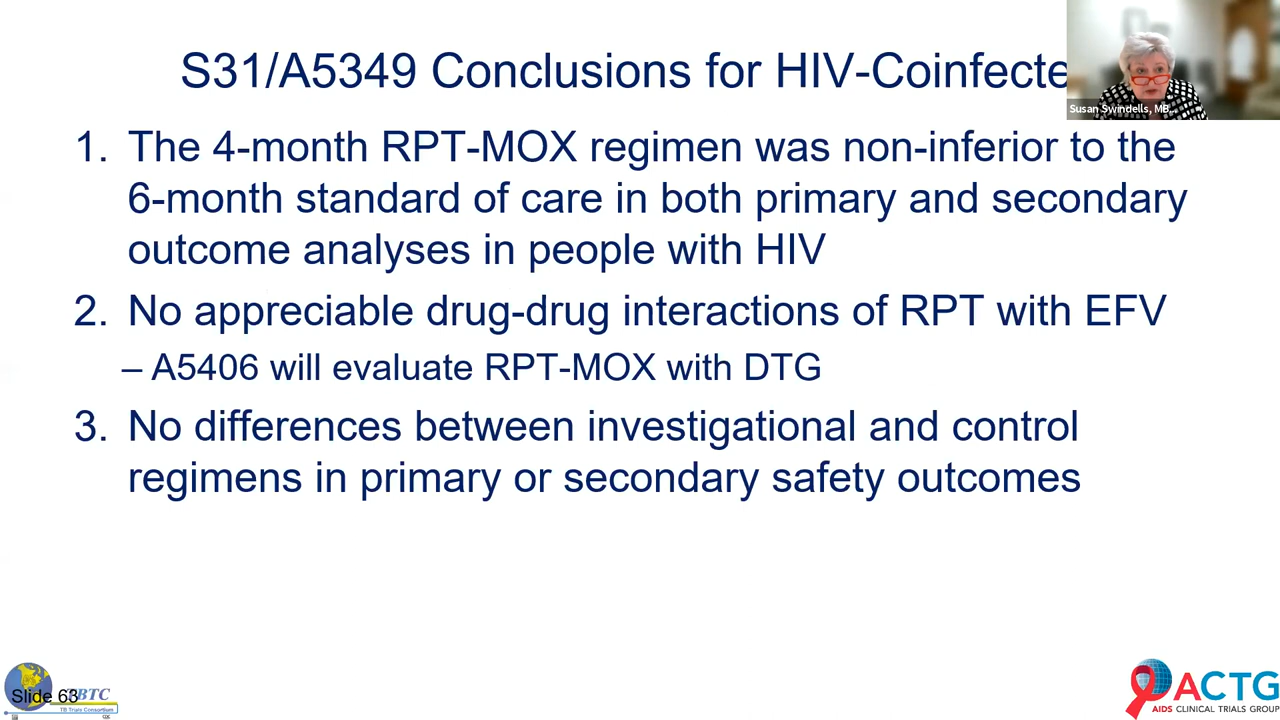 S31/A5349 Conclusions for HIV-Coinfecte
Susan Swindells, MB...
1. The 4-month RPT-MOX regimen was non-inferior to the
6-month standard of care in both primary and secondary
outcome analyses in people with HIV
2. No appreciable drug-drug interactions of RPT with EFV
– A5406 will evaluate RPT-MOX with DTG
3. No differences between investigational and control
regimens in primary or secondary safety outcomes
Slide 63
BTC
TB Trials Consortium
ACTG
AIDS CLINICAL TRIALS GROUP